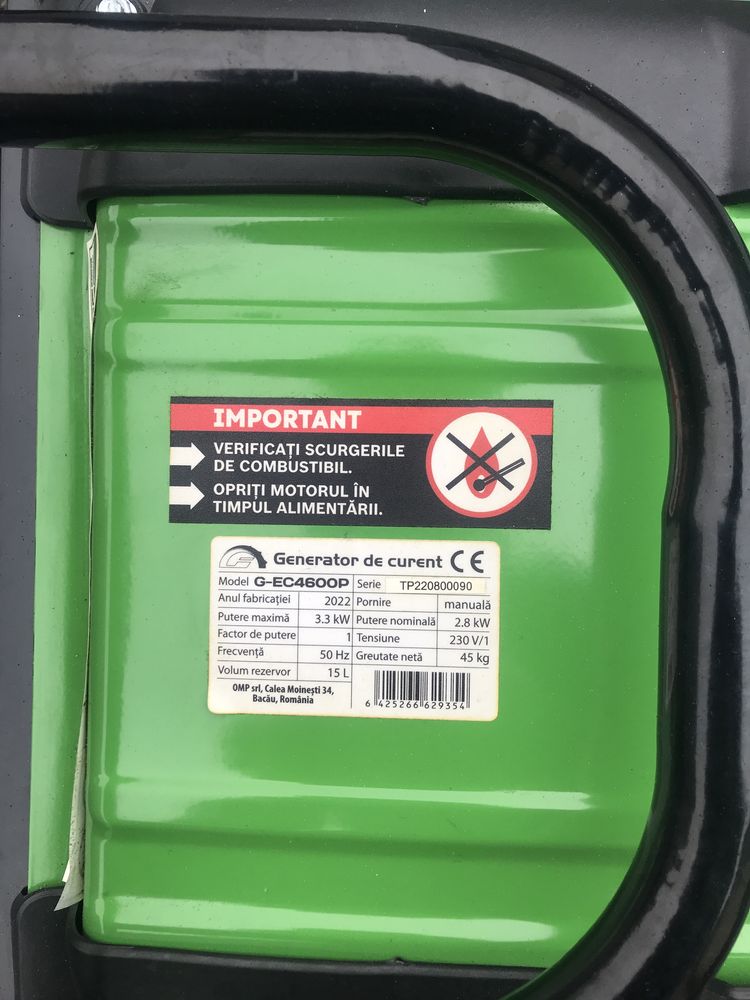 IMPORTANT
VERIFICAȚI SCURGERILE
DE COMBUSTIBIL.
OPRIȚI MOTORUL ÎN
TIMPUL ALIMENTĂRII.
Generator de curent CE
Model G-EC4600P Serie TP220800090
Anul fabricației 2022 Pornire manuală
Putere maximă 3.3 kW Putere nominală 2.8 kW
Factor de putere 1 Tensiune 230 V/1
Frecvență 50 Hz Greutate netă 45 kg
Volum rezervor 15 L
OMP srl, Calea Moinești 34,
Bacău, România
6 425266 629354